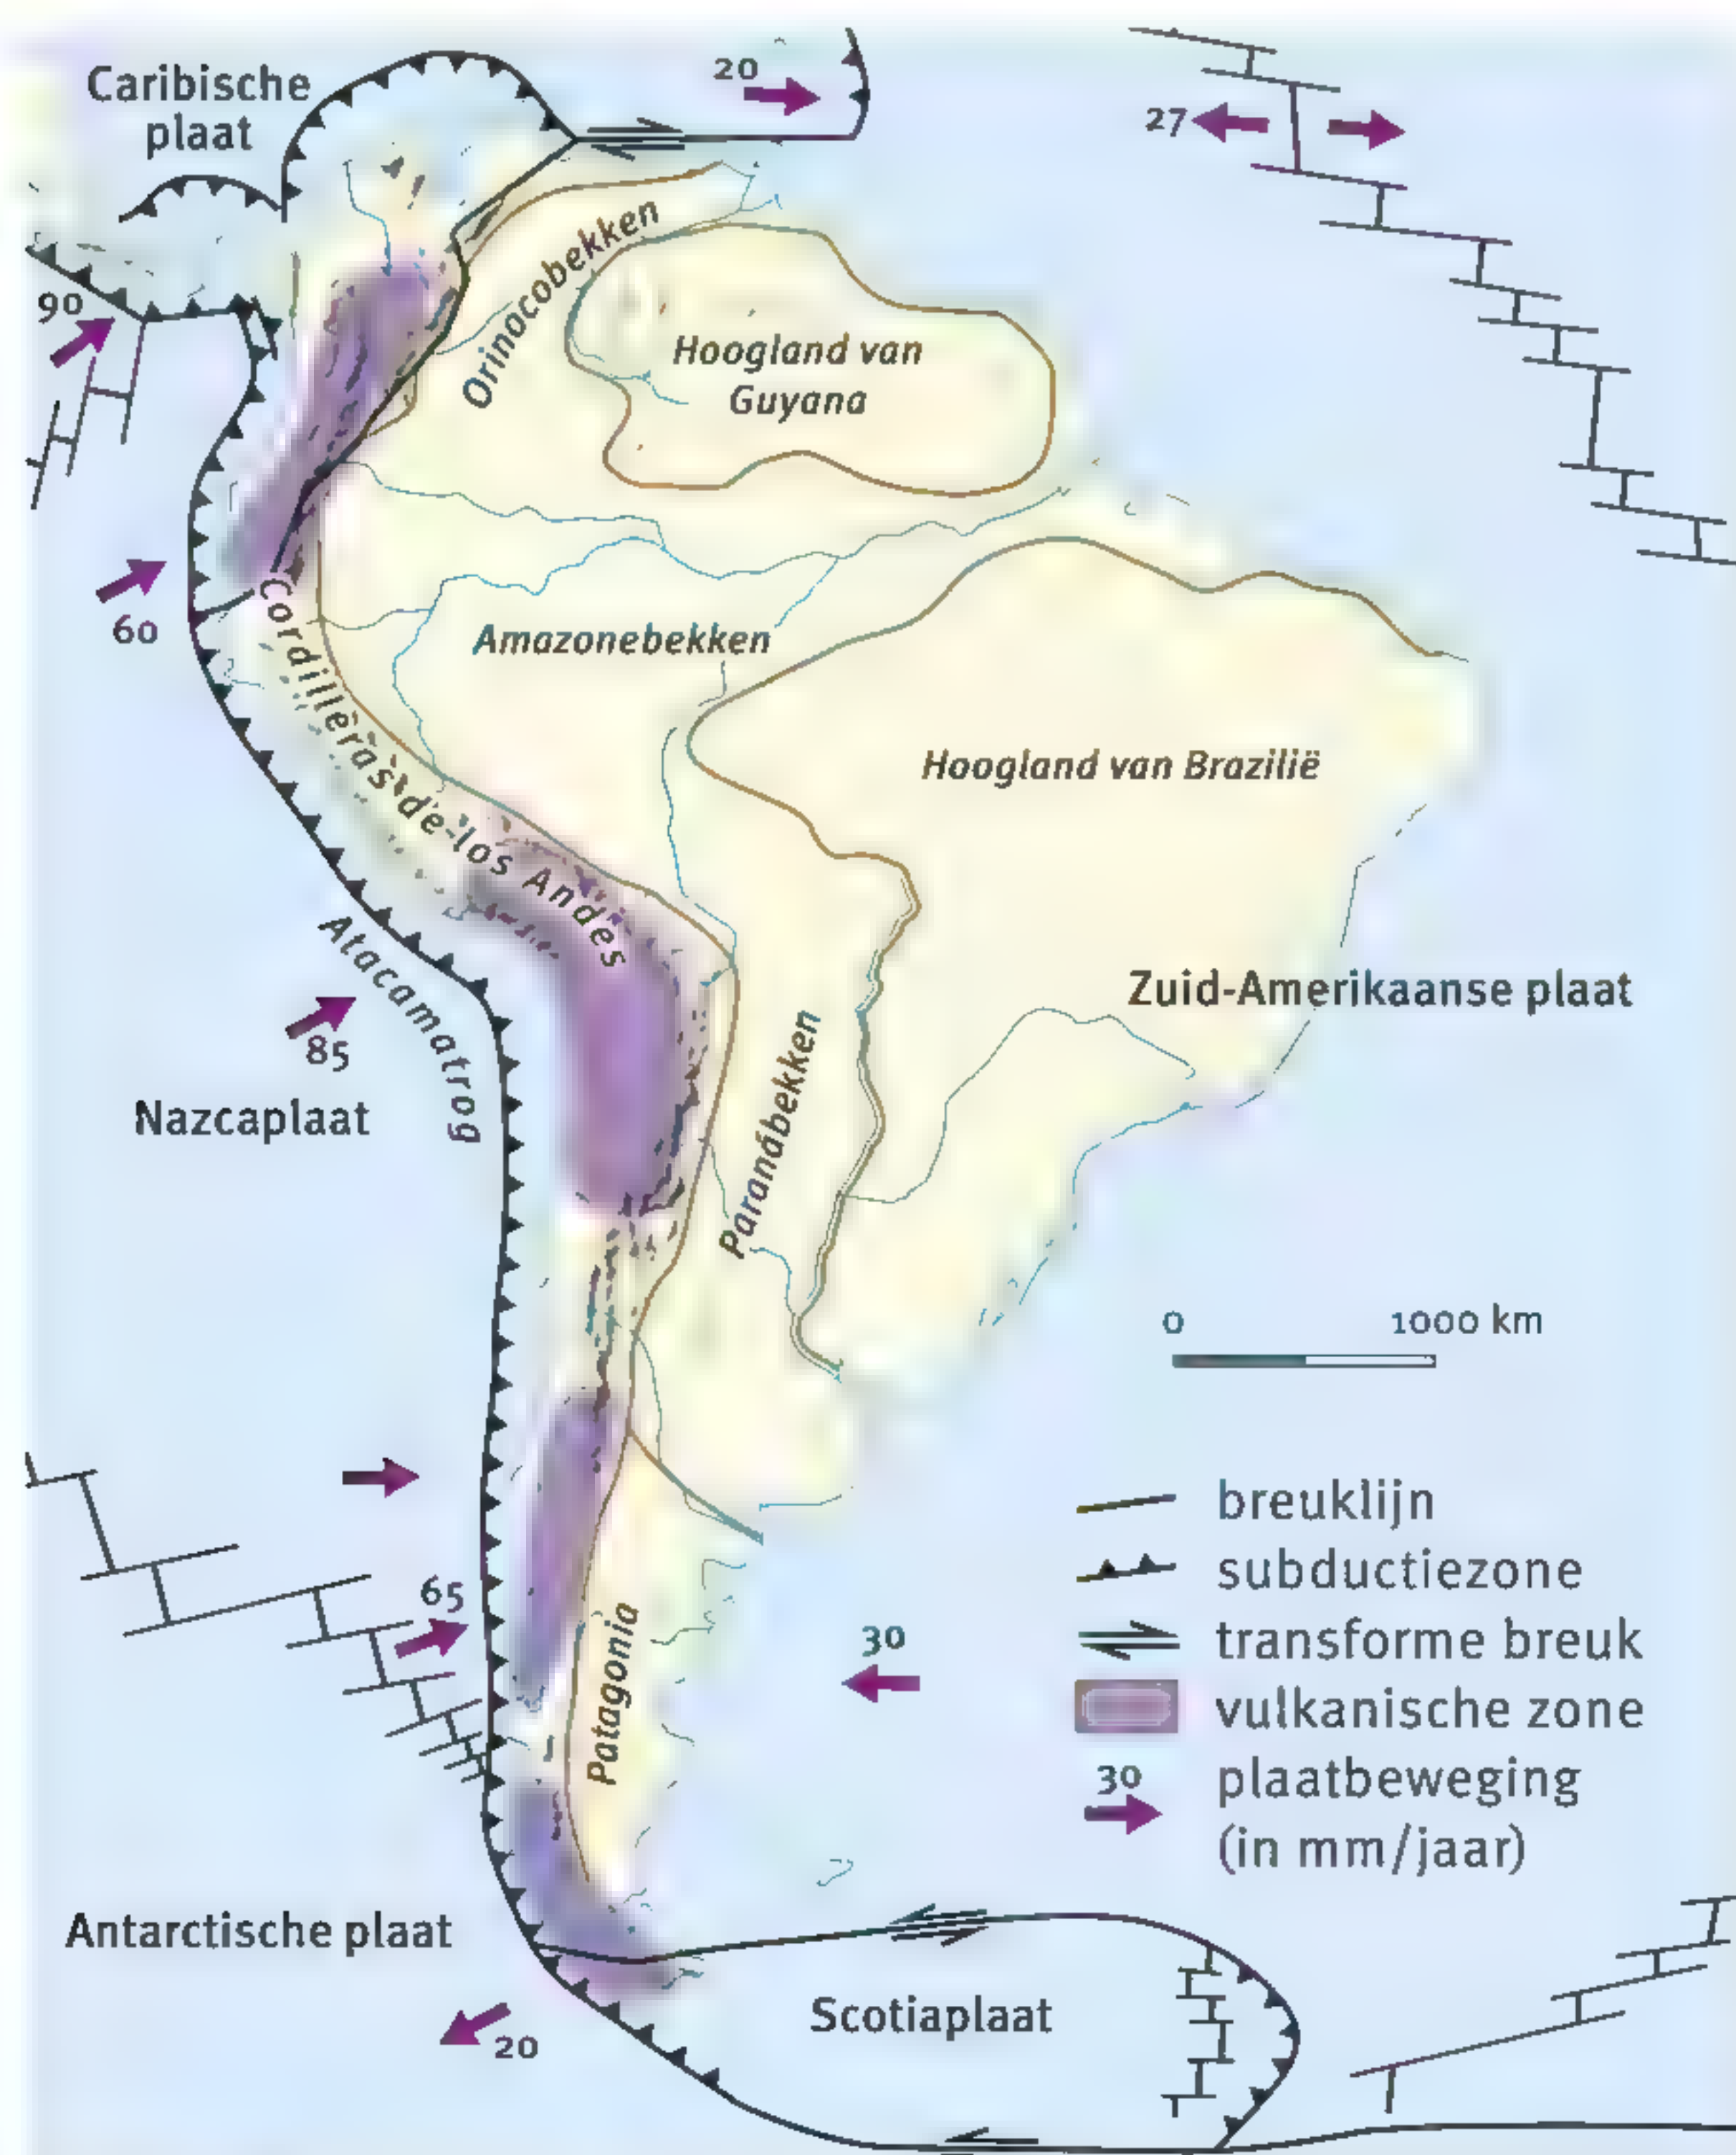 Caribische
plaat
20
27
90
Orinocobekken
Hoogland van
Guyana
60
Amazonebekken
Cordilleras de los Andes
Hoogland van Brazilië
Atacamatrog
85
Zuid-Amerikaanse plaat
Nazcaplaat
Paranábekken
0 1000 km
65
30
Patagonia
breuklijn
subductiezone
transforme breuk
vulkanische zone
30
plaatbeweging
(in mm/jaar)
Antarctische plaat
20
Scotiaplaat